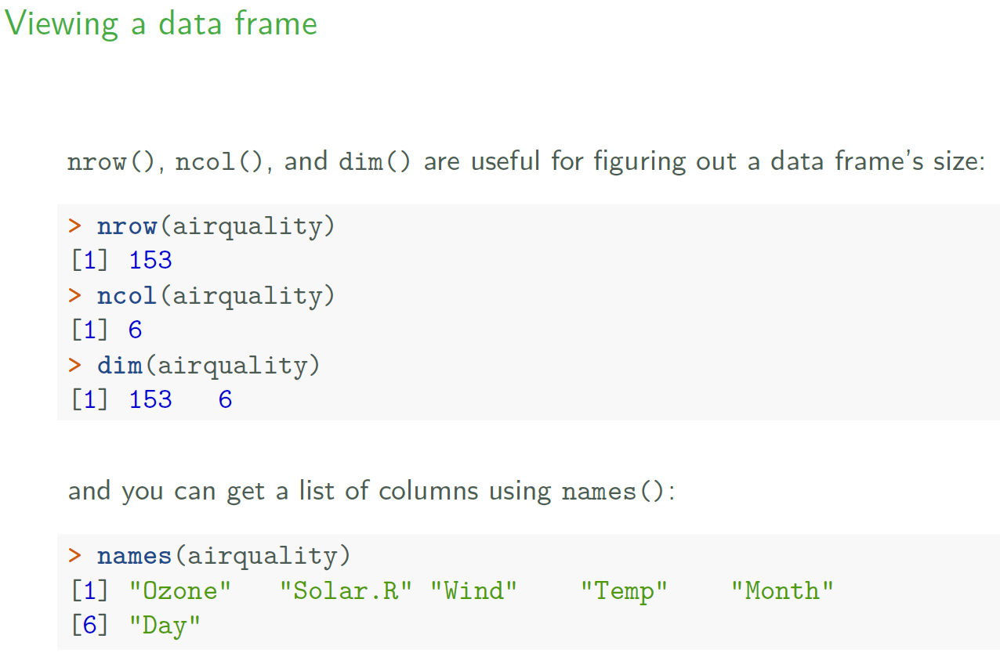 Viewing a data frame
nrow(), ncol(), and dim() are useful for figuring out a data frame's size:
> nrow(airquality)
[1] 153
> ncol(airquality)
[1] 6
> dim(airquality)
[1] 153   6
and you can get a list of columns using names():
> names(airquality)
[1] "Ozone"   "Solar.R" "Wind"    "Temp"    "Month"
[6] "Day"